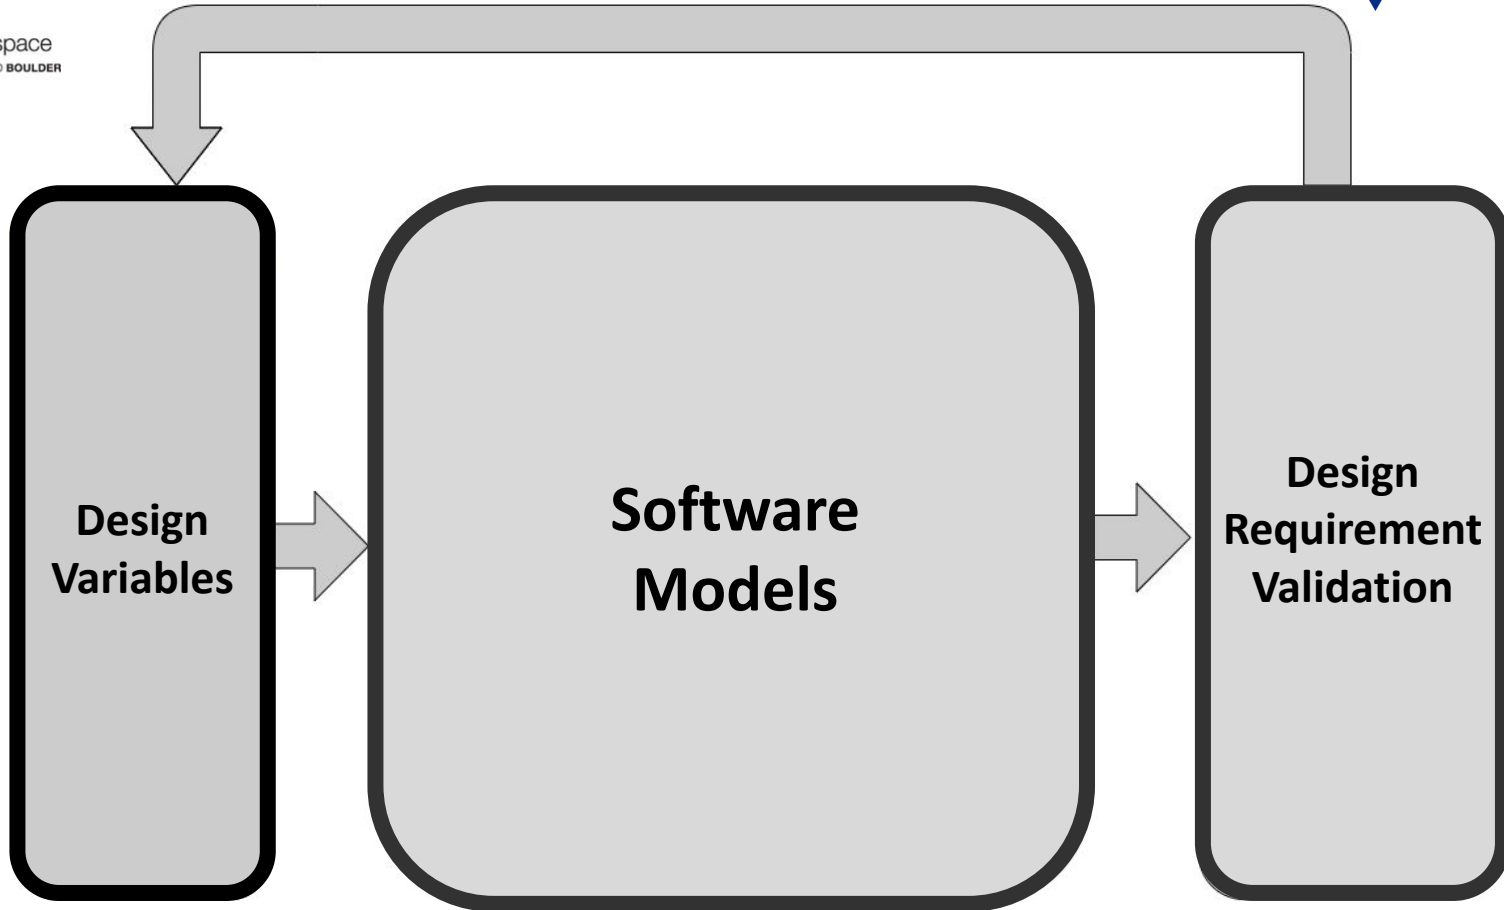 space
BOULDER
Design
Variables
Software
Models
Design
Requirement
Validation